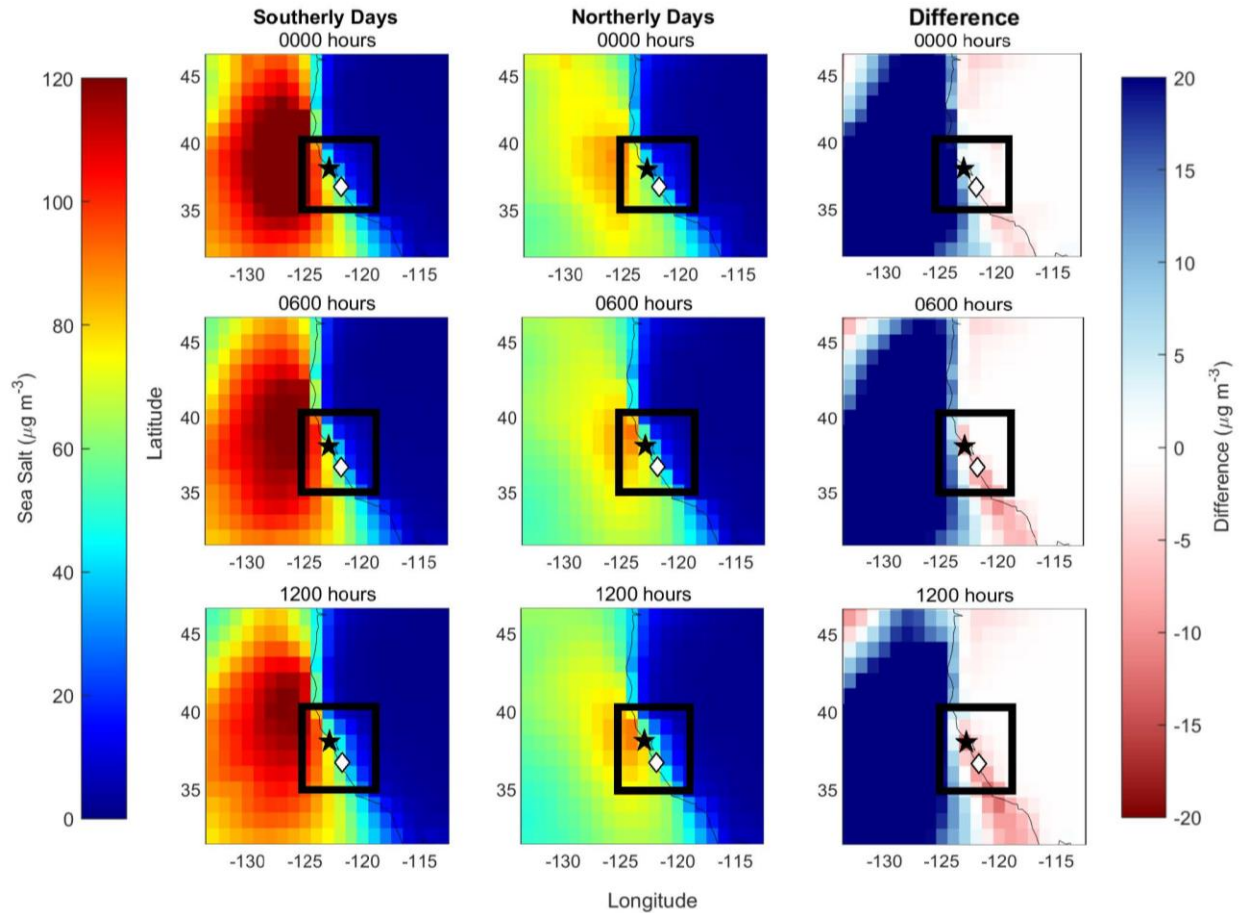 Southerly Days
0000 hours
Northerly Days
0000 hours
Difference
0000 hours
120
100
80
60
40
20
0
Sea Salt (μg m⁻³)
Latitude
45
40
35
-130 -125 -120 -115
45
40
35
-130 -125 -120 -115
45
40
35
-130 -125 -120 -115
0600 hours
0600 hours
0600 hours
45
40
35
-130 -125 -120 -115
45
40
35
-130 -125 -120 -115
45
40
35
-130 -125 -120 -115
1200 hours
1200 hours
1200 hours
45
40
35
-130 -125 -120 -115
45
40
35
-130 -125 -120 -115
45
40
35
-130 -125 -120 -115
Longitude
20
15
10
5
0
-5
-10
-15
-20
Difference (μg m⁻³)